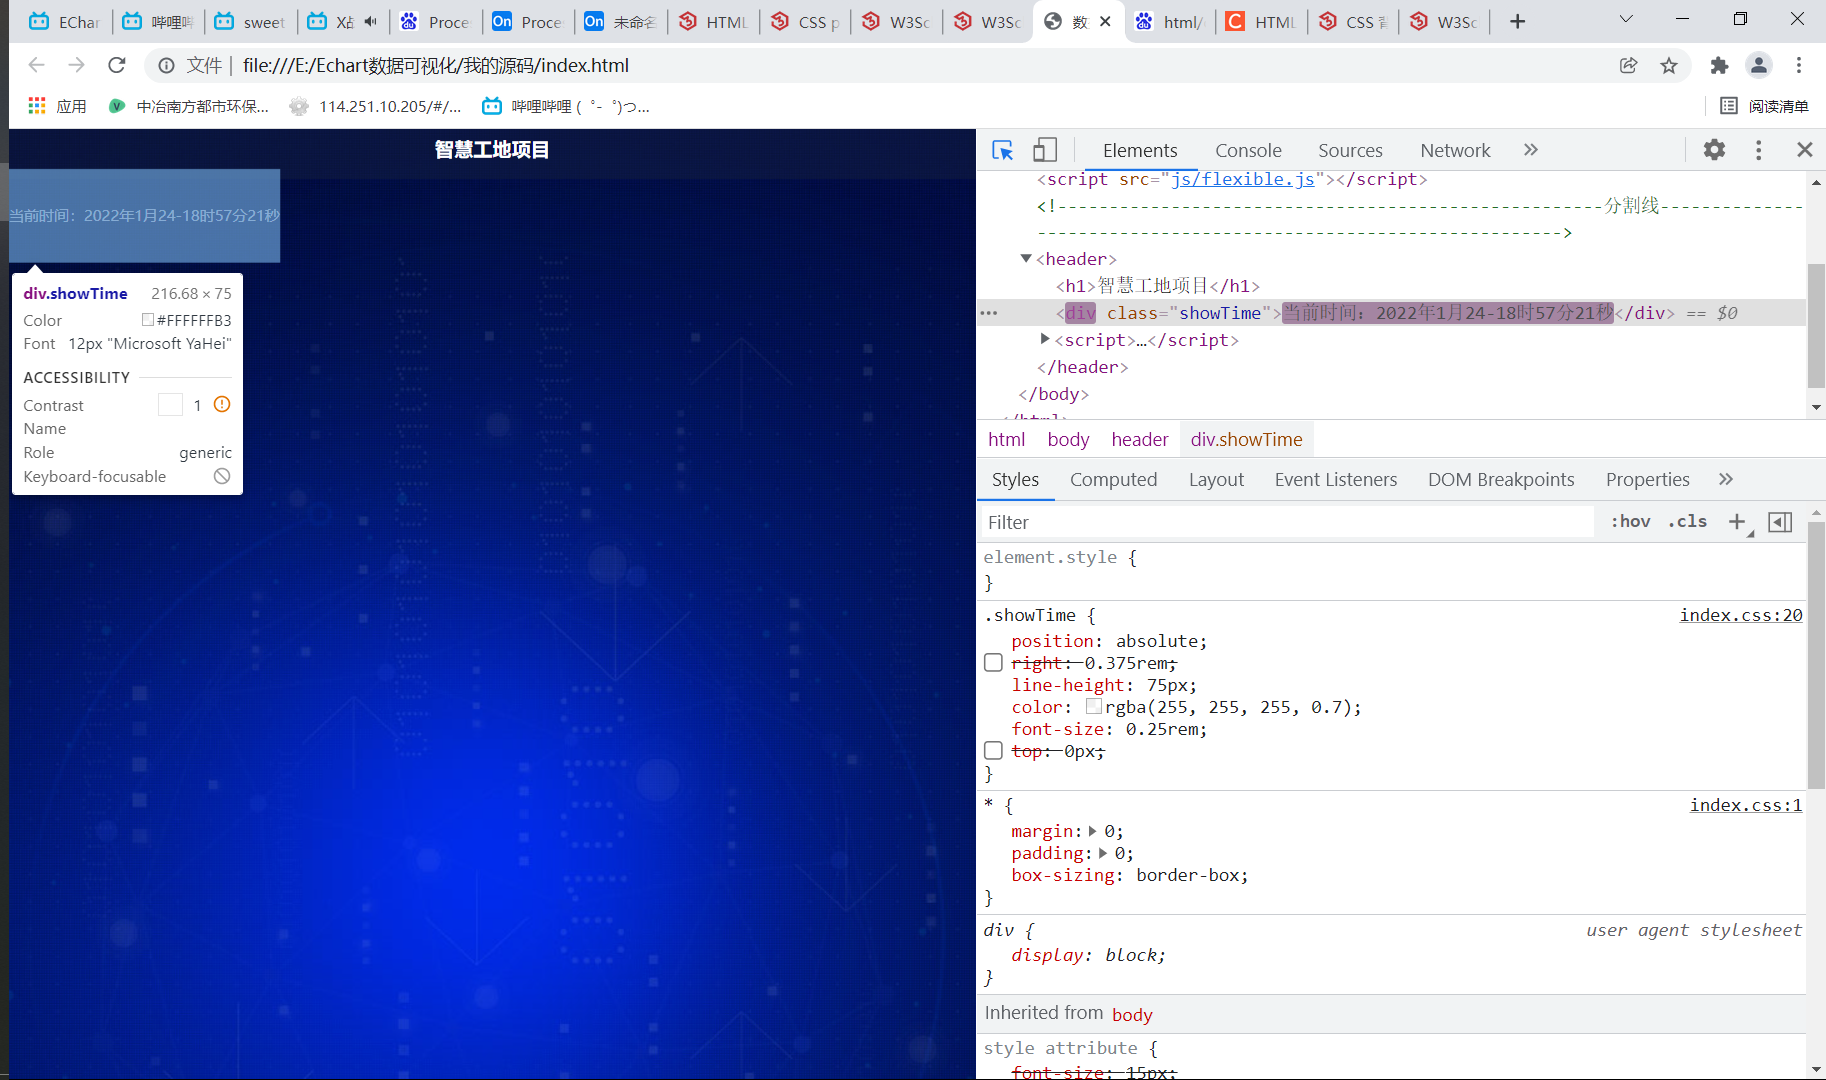 EChar
哔哩哔
sweet
X战
Proce
Proce
未命名
HTML
CSS p
W3Sc
W3Sc
数
html/
HTML
CSS 背
W3Sc
文件 | file:///E:/Echart数据可视化/我的源码/index.html
应用
中冶南方都市环保...
114.251.10.205/#/...
哔哩哔哩 (゜-゜)つ...
阅读清单
智慧工地项目
当前时间：2022年1月24-18时57分21秒
div.showTime 216.68 × 75
Color #FFFFFFB3
Font 12px "Microsoft YaHei"
ACCESSIBILITY
Contrast 1
Name
Role generic
Keyboard-focusable
Elements Console Sources Network »
<script src="js/flexible.js"></script>
<!-----------------------------------------------------分割线--------------
--------------------------------------------------->
<header>
<h1>智慧工地项目</h1>
<div class="showTime">当前时间：2022年1月24-18时57分21秒</div> == $0
<script>…</script>
</header>
</body>
</html>
html body header div.showTime
Styles Computed Layout Event Listeners DOM Breakpoints Properties »
Filter :hov .cls +
element.style {
}
.showTime { index.css:20
position: absolute;
right: 0.375rem;
line-height: 75px;
color: rgba(255, 255, 255, 0.7);
font-size: 0.25rem;
top: 0px;
}
* { index.css:1
margin: 0;
padding: 0;
box-sizing: border-box;
}
div { user agent stylesheet
display: block;
}
Inherited from body
style attribute {
font-size: 15px;